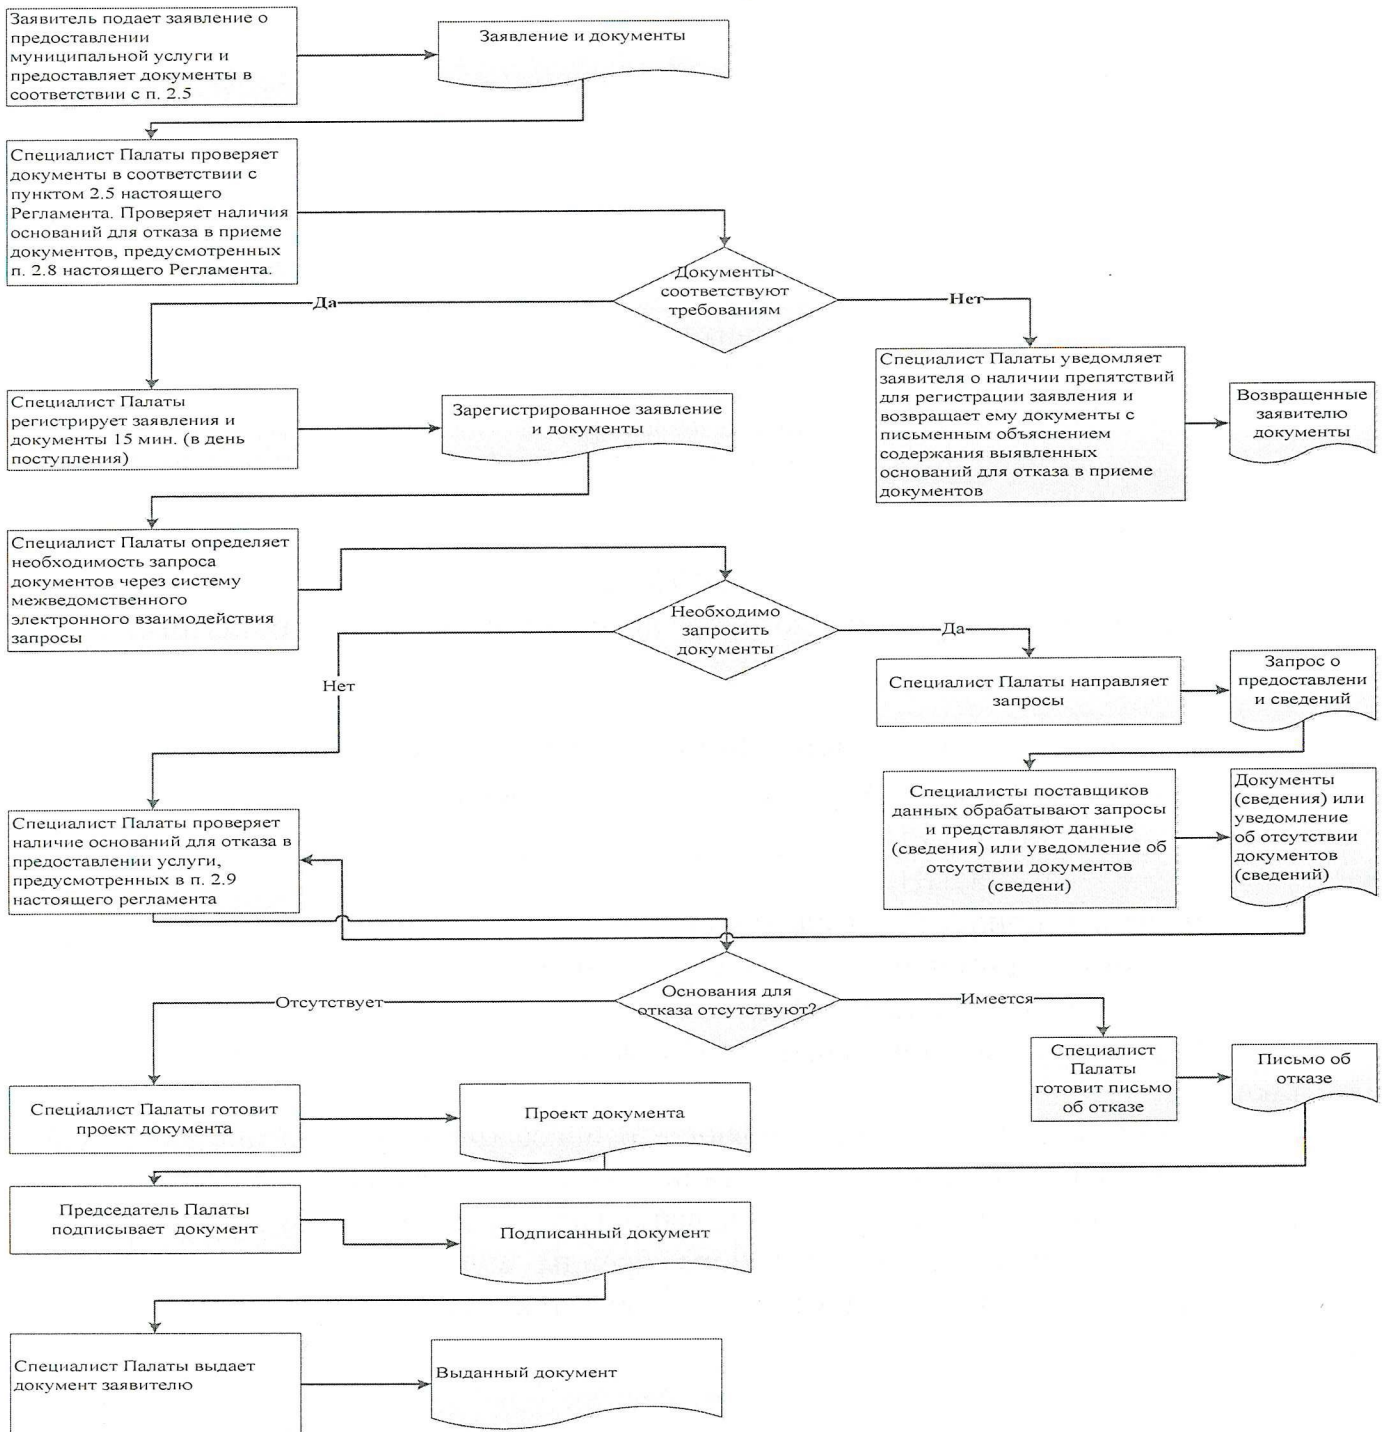 Заявитель подает заявление о
предоставлении
муниципальной услуги и
предоставляет документы в
соответствии с п. 2.5
Заявление и документы
Специалист Палаты проверяет
документы в соответствии с
пунктом 2.5 настоящего
Регламента. Проверяет наличия
оснований для отказа в приеме
документов, предусмотренных
п. 2.8 настоящего Регламента.
Документы
соответствуют
требованиям
Да
Нет
Специалист Палаты
регистрирует заявления и
документы 15 мин. (в день
поступления)
Зарегистрированное заявление
и документы
Специалист Палаты уведомляет
заявителя о наличии препятствий
для регистрации заявления и
возвращает ему документы с
письменным объяснением
содержания выявленных
оснований для отказа в приеме
документов
Возвращенные
заявителю
документы
Специалист Палаты определяет
необходимость запроса
документов через систему
межведомственного
электронного взаимодействия
запросы
Необходимо
запросить
документы
Да
Нет
Специалист Палаты направляет
запросы
Запрос о
предоставлени
и сведений
Специалисты поставщиков
данных обрабатывают запросы
и представляют данные
(сведения) или уведомление об
отсутствии документов
(сведени)
Документы
(сведения) или
уведомление
об отсутствии
документов
(сведений)
Специалист Палаты проверяет
наличие оснований для отказа в
предоставлении услуги,
предусмотренных в п. 2.9
настоящего регламента
Основания для
отказа отсутствуют?
Отсутствует
Имеется
Специалист
Палаты
готовит письмо
об отказе
Письмо об
отказе
Специалист Палаты готовит
проект документа
Проект документа
Председатель Палаты
подписывает документ
Подписанный документ
Специалист Палаты выдает
документ заявителю
Выданный документ